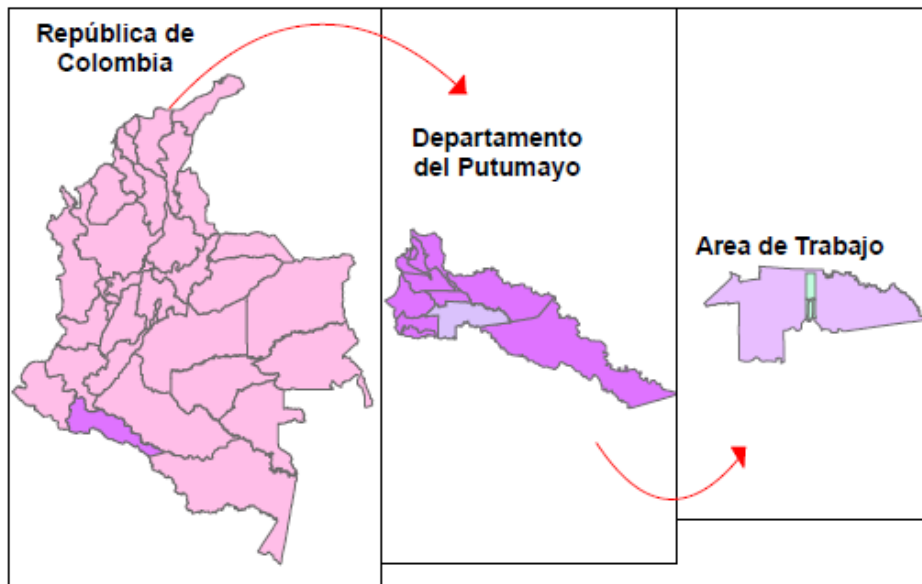 República de
Colombia
Departamento
del Putumayo
Area de Trabajo